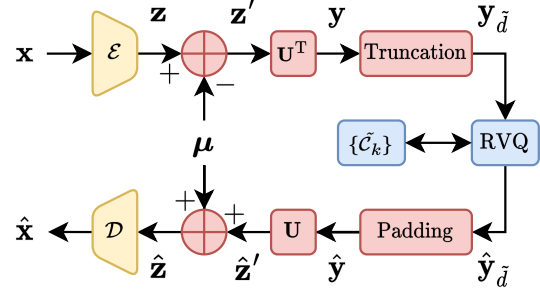 z z′ y y_d̃
x ℰ + − Uᵀ Truncation
μ {𝒞̃_k} RVQ
x̂ 𝒟 + + U Padding
ẑ ẑ′ ŷ ŷ_d̃